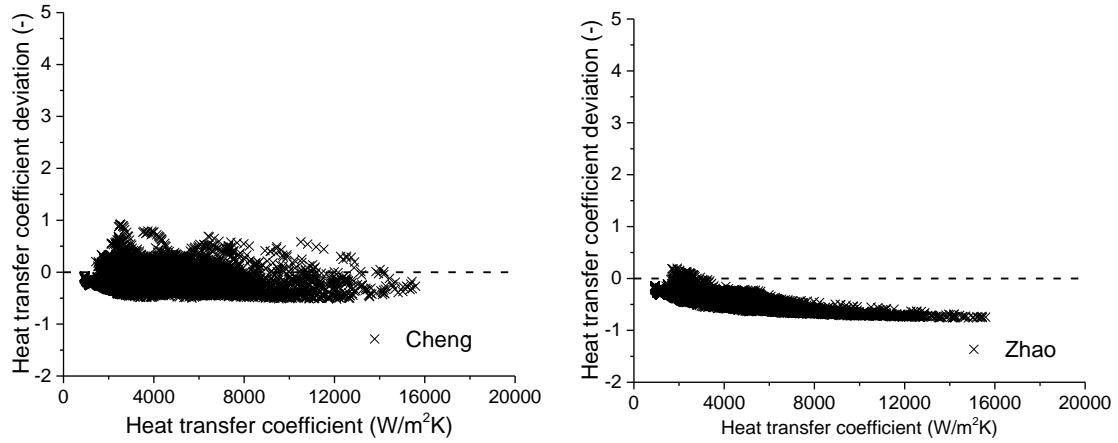 5
4
3
2
1
0
-1
-2
Heat transfer coefficient deviation (-)
Cheng
0 4000 8000 12000 16000 20000
Heat transfer coefficient (W/m²K)
5
4
3
2
1
0
-1
-2
Heat transfer coefficient deviation (-)
Zhao
0 4000 8000 12000 16000 20000
Heat transfer coefficient (W/m²K)